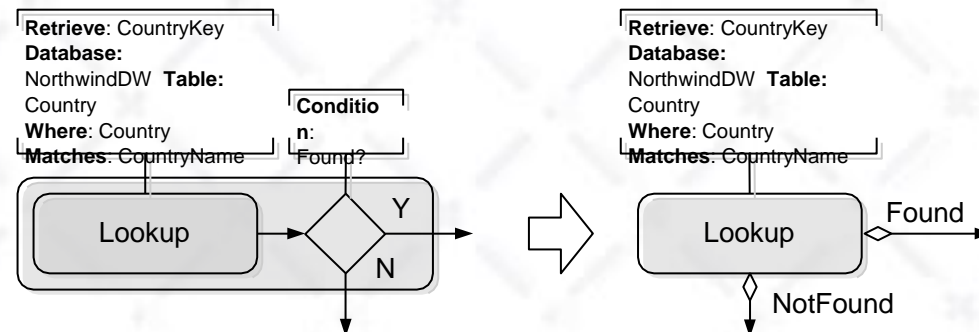 Retrieve: CountryKey
Database:
NorthwindDW Table:
Country
Where: Country
Matches: CountryName
Conditio
n:
Found?
Lookup
Y
N
Retrieve: CountryKey
Database:
NorthwindDW Table:
Country
Where: Country
Matches: CountryName
Lookup
Found
NotFound